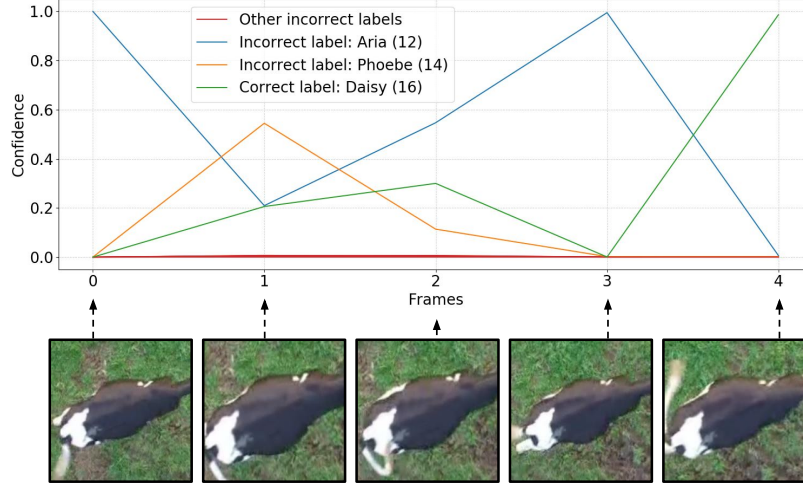 1.0
0.8
0.6
0.4
0.2
0.0
Confidence
Other incorrect labels
Incorrect label: Aria (12)
Incorrect label: Phoebe (14)
Correct label: Daisy (16)
0 1 2 3 4
Frames